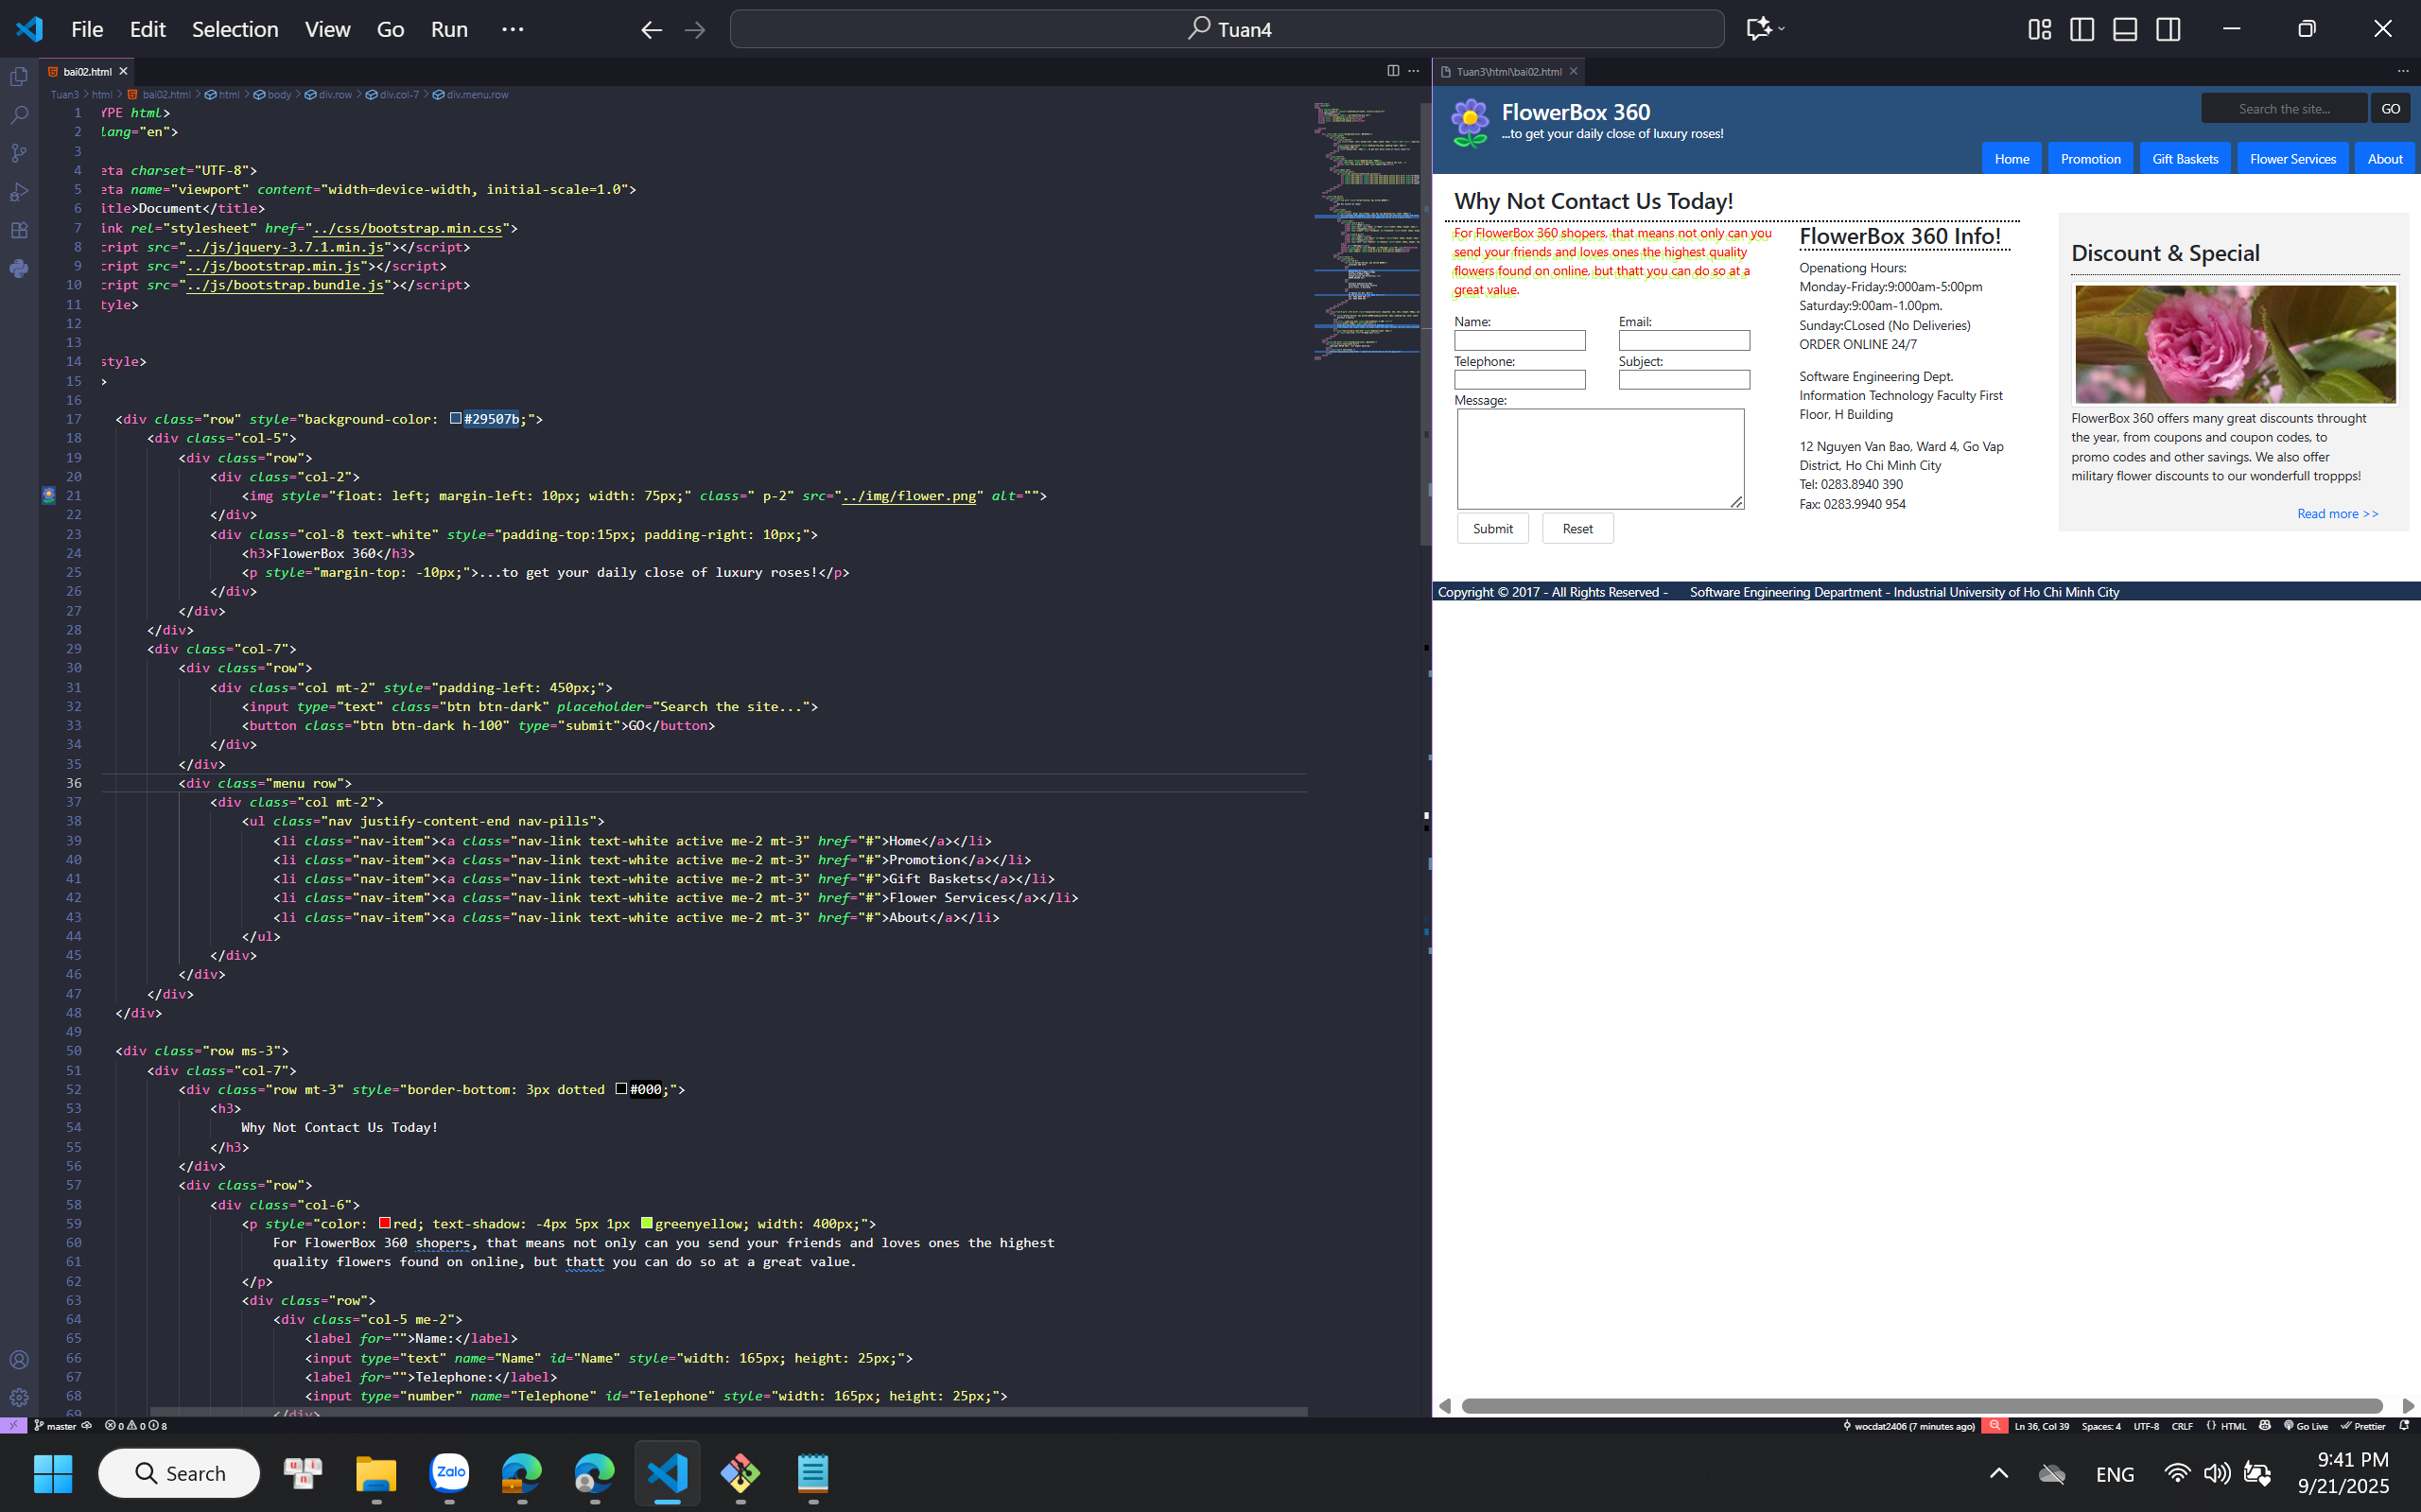 File Edit Selection View Go Run ··· Tuan4
bai02.html
Tuan3 > html > bai02.html > html > body > div.row > div.col-7 > div.menu.row
1 YPE html>
2 lang="en">
3
4 eta charset="UTF-8">
5 eta name="viewport" content="width=device-width, initial-scale=1.0">
6 itle>Document</title>
7 ink rel="stylesheet" href="../css/bootstrap.min.css">
8 cript src="../js/jquery-3.7.1.min.js"></script>
9 cript src="../js/bootstrap.min.js"></script>
10 cript src="../js/bootstrap.bundle.js"></script>
11 tyle>
12
13
14 style>
15 >
16
17 <div class="row" style="background-color: #29507b;">
18 <div class="col-5">
19 <div class="row">
20 <div class="col-2">
21 <img style="float: left; margin-left: 10px; width: 75px;" class=" p-2" src="../img/flower.png" alt="">
22 </div>
23 <div class="col-8 text-white" style="padding-top:15px; padding-right: 10px;">
24 <h3>FlowerBox 360</h3>
25 <p style="margin-top: -10px;">...to get your daily close of luxury roses!</p>
26 </div>
27 </div>
28 </div>
29 <div class="col-7">
30 <div class="row">
31 <div class="col mt-2" style="padding-left: 450px;">
32 <input type="text" class="btn btn-dark" placeholder="Search the site...">
33 <button class="btn btn-dark h-100" type="submit">GO</button>
34 </div>
35 </div>
36 <div class="menu row">
37 <div class="col mt-2">
38 <ul class="nav justify-content-end nav-pills">
39 <li class="nav-item"><a class="nav-link text-white active me-2 mt-3" href="#">Home</a></li>
40 <li class="nav-item"><a class="nav-link text-white active me-2 mt-3" href="#">Promotion</a></li>
41 <li class="nav-item"><a class="nav-link text-white active me-2 mt-3" href="#">Gift Baskets</a></li>
42 <li class="nav-item"><a class="nav-link text-white active me-2 mt-3" href="#">Flower Services</a></li>
43 <li class="nav-item"><a class="nav-link text-white active me-2 mt-3" href="#">About</a></li>
44 </ul>
45 </div>
46 </div>
47 </div>
48 </div>
49
50 <div class="row ms-3">
51 <div class="col-7">
52 <div class="row mt-3" style="border-bottom: 3px dotted #000;">
53 <h3>
54 Why Not Contact Us Today!
55 </h3>
56 </div>
57 <div class="row">
58 <div class="col-6">
59 <p style="color: red; text-shadow: -4px 5px 1px greenyellow; width: 400px;">
60 For FlowerBox 360 shopers, that means not only can you send your friends and loves ones the highest
61 quality flowers found on online, but thatt you can do so at a great value.
62 </p>
63 <div class="row">
64 <div class="col-5 me-2">
65 <label for="">Name:</label>
66 <input type="text" name="Name" id="Name" style="width: 165px; height: 25px;">
67 <label for="">Telephone:</label>
68 <input type="number" name="Telephone" id="Telephone" style="width: 165px; height: 25px;">
69 </div>
Tuan3\html\bai02.html
FlowerBox 360
...to get your daily close of luxury roses!
Search the site... GO
Home Promotion Gift Baskets Flower Services About
Why Not Contact Us Today!
For FlowerBox 360 shopers, that means not only can you
send your friends and loves ones the highest quality
flowers found on online, but thatt you can do so at a
great value.
Name: Email:
Telephone: Subject:
Message:
Submit Reset
FlowerBox 360 Info!
Operationg Hours:
Monday-Friday:9:000am-5:00pm
Saturday:9:00am-1.00pm.
Sunday:CLosed (No Deliveries)
ORDER ONLINE 24/7
Software Engineering Dept.
Information Technology Faculty First
Floor, H Building
12 Nguyen Van Bao, Ward 4, Go Vap
District, Ho Chi Minh City
Tel: 0283.8940 390
Fax: 0283.9940 954
Discount & Special
FlowerBox 360 offers many great discounts throught
the year, from coupons and coupon codes, to
promo codes and other savings. We also offer
military flower discounts to our wonderfull troppps!
Read more >>
Copyright © 2017 - All Rights Reserved - Software Engineering Department - Industrial University of Ho Chi Minh City
master 0 0 8 wocdat2406 (7 minutes ago) Ln 36, Col 39 Spaces: 4 UTF-8 CRLF {} HTML Go Live Prettier
Search Zalo ENG 9:41 PM
9/21/2025